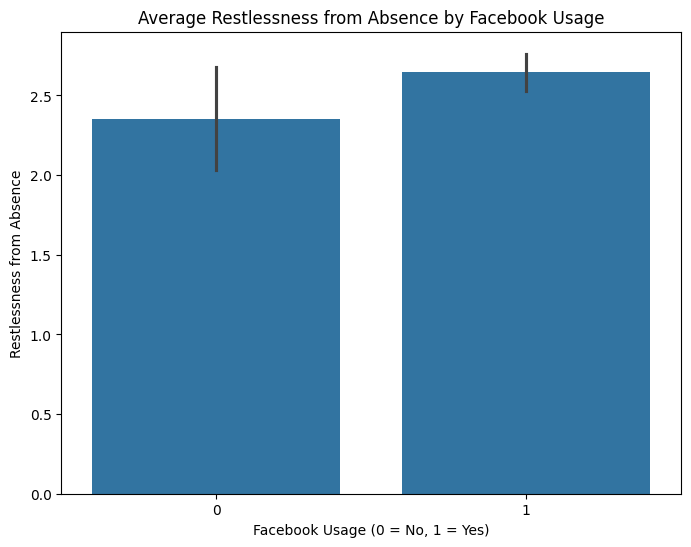 Average Restlessness from Absence by Facebook Usage
Restlessness from Absence
2.5
2.0
1.5
1.0
0.5
0.0
0 1
Facebook Usage (0 = No, 1 = Yes)